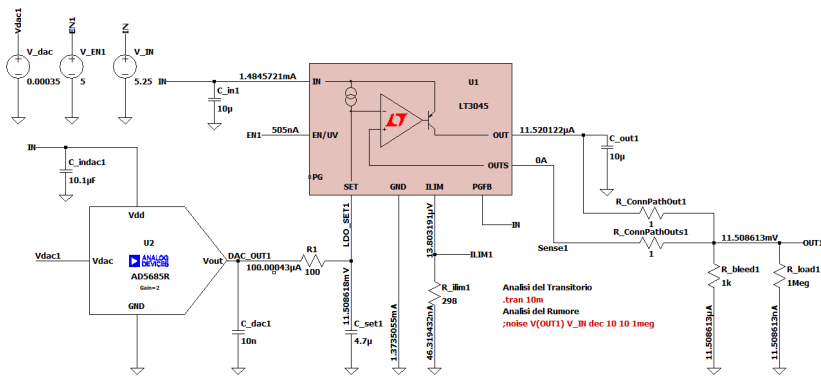 Vdac1
EN1
IN
V_dac
V_EN1
V_IN
0.00035
5
5.25
IN
1.4845721mA
C_in1
10µ
EN1
505nA
IN
EN/UV
PG
SET
GND
ILIM
PGFB
OUT
OUTS
U1
LT3045
11.520122µA
0A
C_out1
10µ
R_ConnPathOut1
1
R_ConnPathOuts1
1
Sense1
11.508613mV
OUT1
R_bleed1
1k
R_load1
1Meg
11.508613µA
11.508613nA
IN
C_indac1
10.1µF
Vdd
U2
ANALOG
DEVICES
AD5685R
Gain=2
Vdac1
Vdac
Vout
GND
DAC_OUT1
100.00043µA
R1
100
C_dac1
10n
LDO_SET1
11.508618mV
C_set1
4.7µ
1.3735055mA
13.803191µV
ILIM1
IN
R_ilim1
298
46.319432nA
Analisi del Transitorio
.tran 10m
Analisi del Rumore
;noise V(OUT1) V_IN dec 10 10 1meg